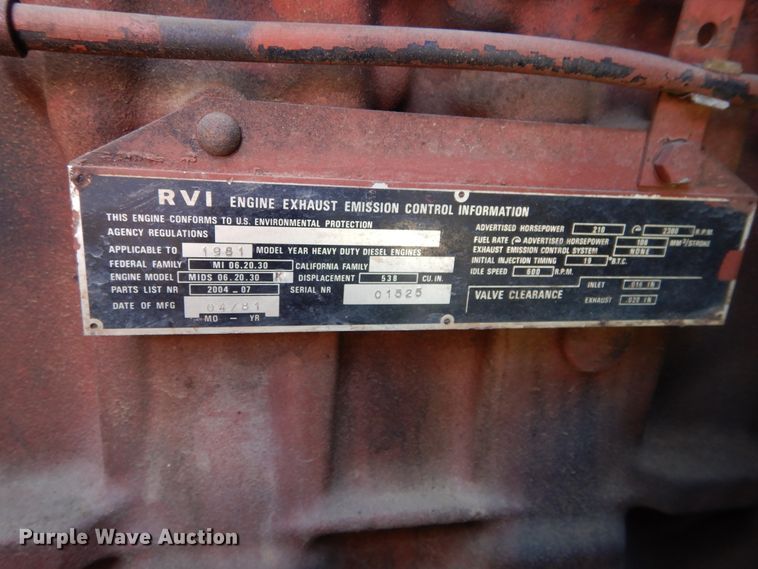 RVI ENGINE EXHAUST EMISSION CONTROL INFORMATION
THIS ENGINE CONFORMS TO U.S. ENVIRONMENTAL PROTECTION
AGENCY REGULATIONS
APPLICABLE TO 1981 MODEL YEAR HEAVY DUTY DIESEL ENGINES
FEDERAL FAMILY MI 06.20.30 CALIFORNIA FAMILY
ENGINE MODEL MIDS 06.20.30 K DISPLACEMENT 538 CU.IN.
PARTS LIST NR 2004_07 SERIAL NR 01525
DATE OF MFG 04/81
MO - YR
ADVERTISED HORSEPOWER 210 @ 2300 R.P.M.
FUEL RATE @ ADVERTISED HORSEPOWER 106 MM³/STROKE
EXHAUST EMISSION CONTROL SYSTEM NONE
INITIAL INJECTION TIMING B.T.C.
IDLE SPEED 600 R.P.M.
VALVE CLEARANCE
INLET .010 IN
EXHAUST .020 IN
Purple Wave Auction